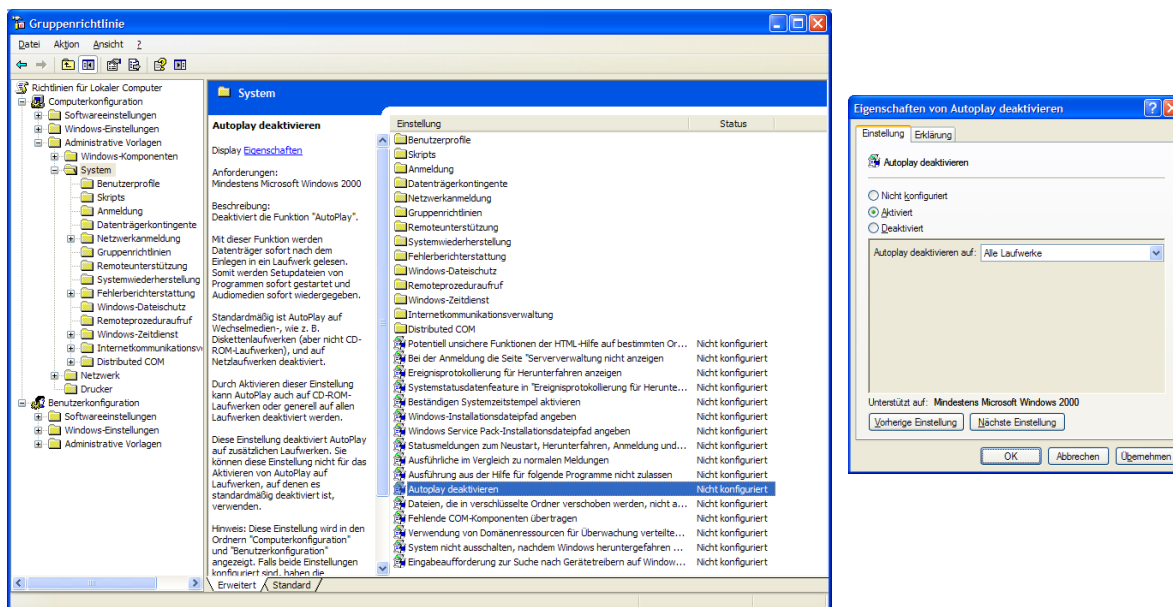 Gruppenrichtlinie
Datei Aktion Ansicht ?
Richtlinien für Lokaler Computer
Computerkonfiguration
Softwareeinstellungen
Windows-Einstellungen
Administrative Vorlagen
Windows-Komponenten
System
Benutzerprofile
Skripts
Anmeldung
Datenträgerkontingente
Netzwerkanmeldung
Gruppenrichtlinien
Remoteunterstützung
Systemwiederherstellung
Fehlerberichterstattung
Windows-Dateischutz
Remoteprozeduraufruf
Windows-Zeitdienst
Internetkommunikationsv
Distributed COM
Netzwerk
Drucker
Benutzerkonfiguration
Softwareeinstellungen
Windows-Einstellungen
Administrative Vorlagen
System
Autoplay deaktivieren
Display Eigenschaften
Anforderungen:
Mindestens Microsoft Windows 2000
Beschreibung:
Deaktiviert die Funktion "AutoPlay".
Mit dieser Funktion werden
Datenträger sofort nach dem
Einlegen in ein Laufwerk gelesen.
Somit werden Setupdateien von
Programmen sofort gestartet und
Audiomedien sofort wiedergegeben.
Standardmäßig ist AutoPlay auf
Wechselmedien-, wie z. B.
Diskettenlaufwerken (aber nicht CD-
ROM-Laufwerken), und auf
Netzlaufwerken deaktiviert.
Durch Aktivieren dieser Einstellung
kann AutoPlay auch auf CD-ROM-
Laufwerken oder generell auf allen
Laufwerken deaktiviert werden.
Diese Einstellung deaktiviert AutoPlay
auf zusätzlichen Laufwerken. Sie
können diese Einstellung nicht für das
Aktivieren von AutoPlay auf
Laufwerken, auf denen es
standardmäßig deaktiviert ist,
verwenden.
Hinweis: Diese Einstellung wird in den
Ordnern "Computerkonfiguration"
und "Benutzerkonfiguration"
angezeigt. Falls beide Einstellungen
konfiguriert sind, haben die
Einstellung Status
Benutzerprofile
Skripts
Anmeldung
Datenträgerkontingente
Netzwerkanmeldung
Gruppenrichtlinien
Remoteunterstützung
Systemwiederherstellung
Fehlerberichterstattung
Windows-Dateischutz
Remoteprozeduraufruf
Windows-Zeitdienst
Internetkommunikationsverwaltung
Distributed COM
Potentiell unsichere Funktionen der HTML-Hilfe auf bestimmten Or... Nicht konfiguriert
Bei der Anmeldung die Seite "Serververwaltung nicht anzeigen Nicht konfiguriert
Ereignisprotokollierung für Herunterfahren anzeigen Nicht konfiguriert
Systemstatusdatenfeature in "Ereignisprotokollierung für Herunte... Nicht konfiguriert
Beständigen Systemzeitstempel aktivieren Nicht konfiguriert
Windows-Installationsdateipfad angeben Nicht konfiguriert
Windows Service Pack-Installationsdateipfad angeben Nicht konfiguriert
Statusmeldungen zum Neustart, Herunterfahren, Anmeldung und... Nicht konfiguriert
Ausführliche im Vergleich zu normalen Meldungen Nicht konfiguriert
Ausführung aus der Hilfe für folgende Programme nicht zulassen Nicht konfiguriert
Autoplay deaktivieren Nicht konfiguriert
Dateien, die in verschlüsselte Ordner verschoben werden, nicht a... Nicht konfiguriert
Fehlende COM-Komponenten übertragen Nicht konfiguriert
Verwendung von Domänenressourcen für Überwachung verteilte... Nicht konfiguriert
System nicht ausschalten, nachdem Windows heruntergefahren ... Nicht konfiguriert
Eingabeaufforderung zur Suche nach Gerätetreibern auf Window... Nicht konfiguriert
Erweitert Standard
Eigenschaften von Autoplay deaktivieren
Einstellung Erklärung
Autoplay deaktivieren
Nicht konfiguriert
Aktiviert
Deaktiviert
Autoplay deaktivieren auf: Alle Laufwerke
Unterstützt auf: Mindestens Microsoft Windows 2000
Vorherige Einstellung Nächste Einstellung
OK Abbrechen Übernehmen